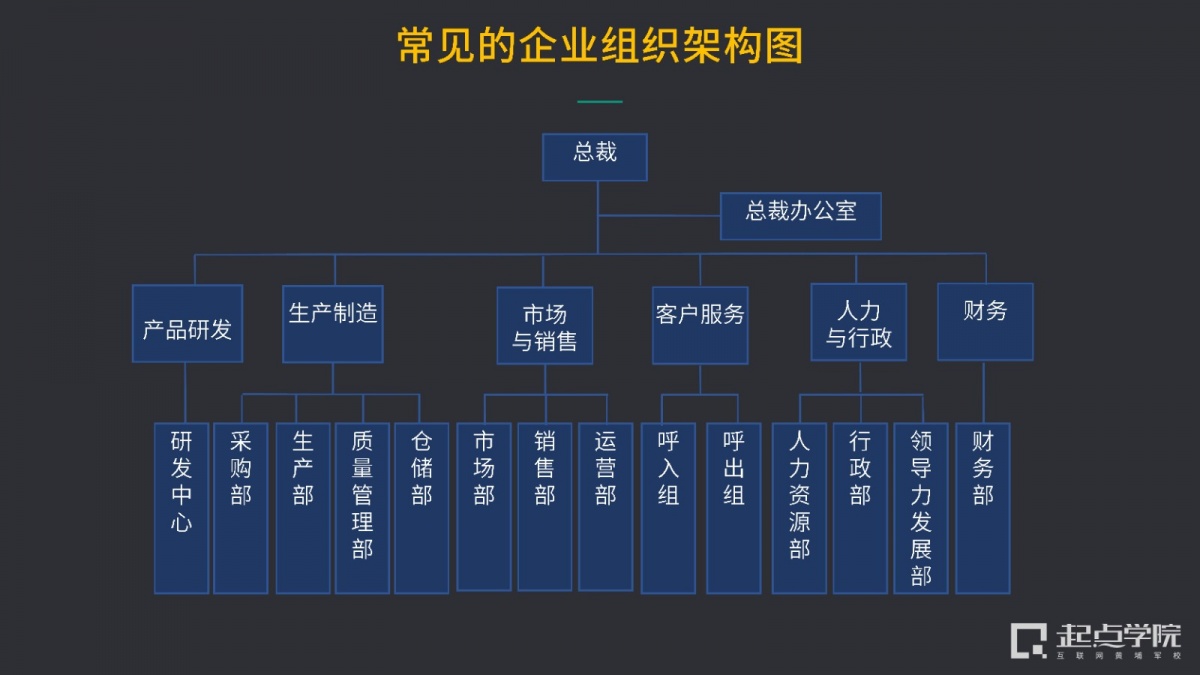 常见的企业组织架构图
总裁
总裁办公室
产品研发
生产制造
市场
与销售
客户服务
人力
与行政
财务
研发中心
采购部
生产部
质量管理部
仓储部
市场部
销售部
运营部
呼入组
呼出组
人力资源部
行政部
领导力发展部
财务部
起点学院
互联网黄埔军校